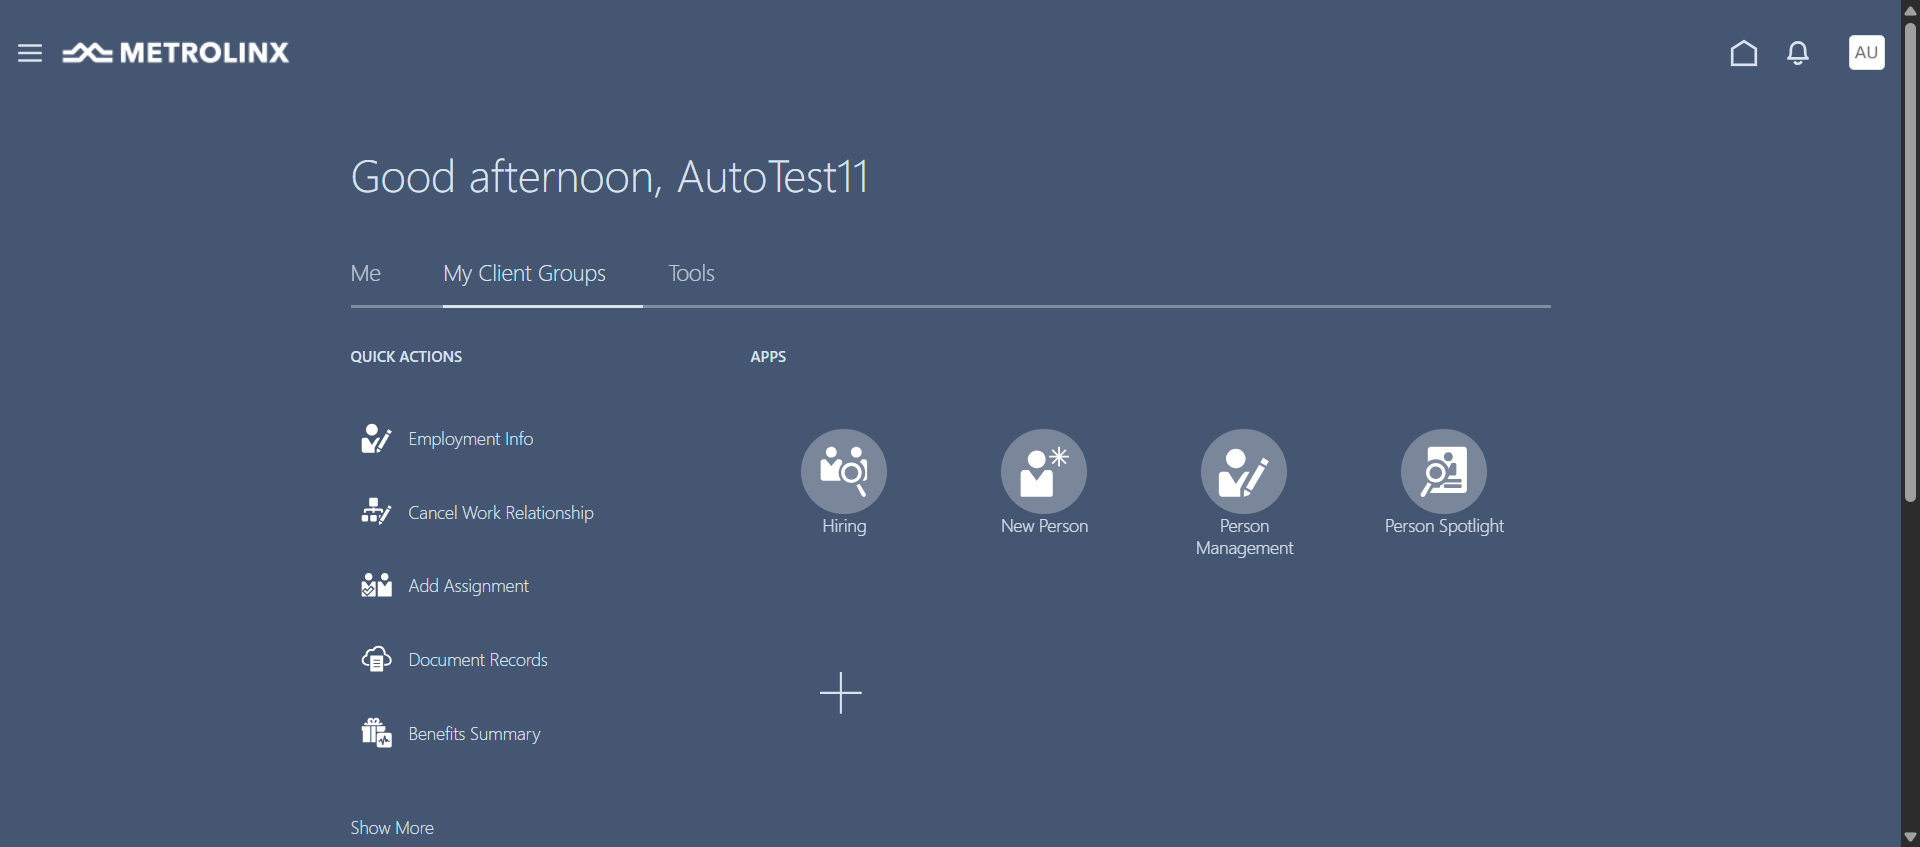 METROLINX
AU
Good afternoon, AutoTest11
Me
My Client Groups
Tools
QUICK ACTIONS
APPS
Employment Info
Cancel Work Relationship
Add Assignment
Document Records
Benefits Summary
Show More
Hiring
New Person
Person
Management
Person Spotlight